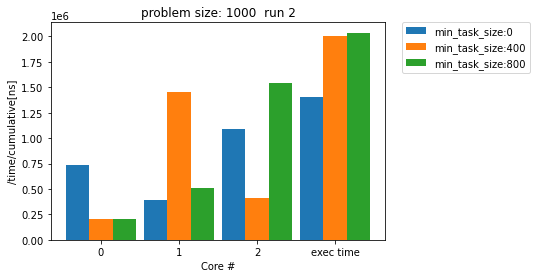 problem size: 1000 run 2
1e6
/time/cumulative[ns]
2.00
1.75
1.50
1.25
1.00
0.75
0.50
0.25
0.00
0 1 2 exec time
Core #
min_task_size:0
min_task_size:400
min_task_size:800